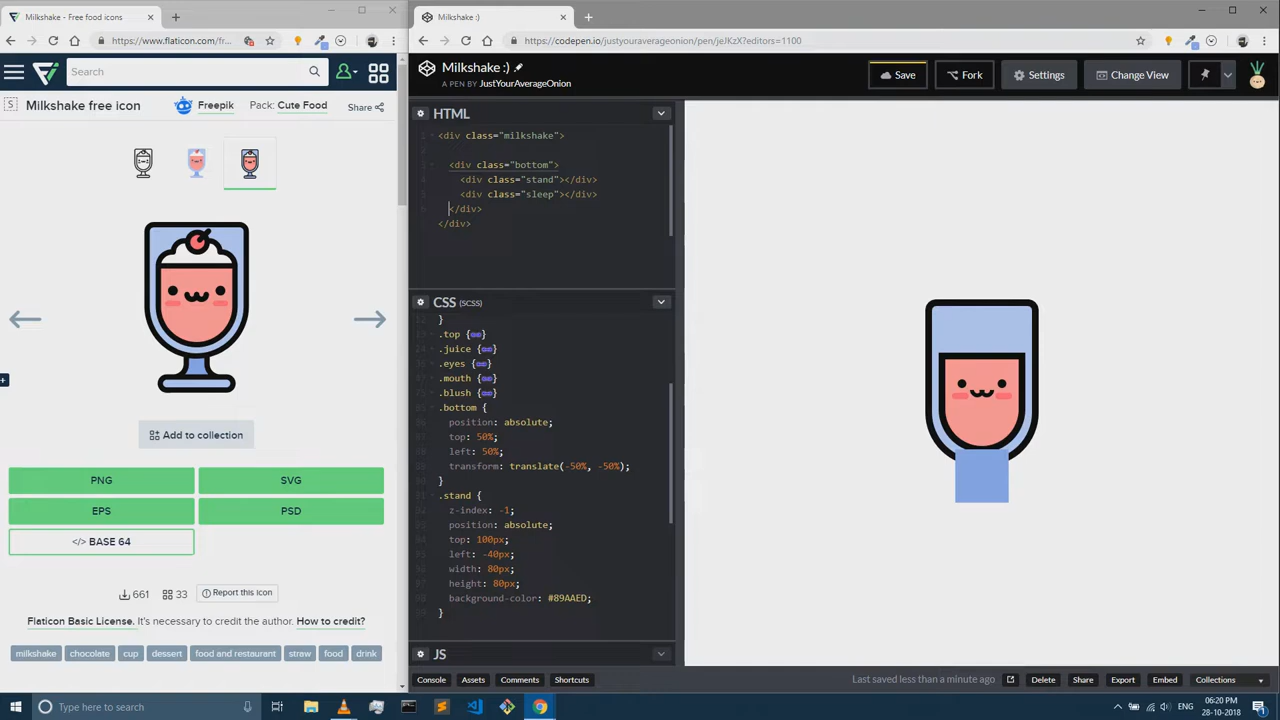 Milkshake - Free food icons
https://www.flaticon.com/fr...
Search
Milkshake free icon
Freepik
Pack: Cute Food
Share
Add to collection
PNG
SVG
EPS
PSD
</> BASE 64
661
33
Report this icon
Flaticon Basic License. It's necessary to credit the author. How to credit?
milkshake
chocolate
cup
dessert
food and restaurant
straw
food
drink
Milkshake :)
https://codepen.io/justyouraverageonion/pen/jeJKzX?editors=1100
Milkshake :)
A PEN BY JustYourAverageOnion
Save
Fork
Settings
Change View
HTML
1 <div class="milkshake">
2
3 <div class="bottom">
4 <div class="stand"></div>
5 <div class="sleep"></div>
6 </div>
</div>
CSS (SCSS)
}
.top {
.juice {
.eyes {
.mouth {
.blush {
.bottom {
position: absolute;
top: 50%;
left: 50%;
transform: translate(-50%, -50%);
}
.stand {
z-index: -1;
position: absolute;
top: 100px;
left: -40px;
width: 80px;
height: 80px;
background-color: #89AAED;
}
JS
Console
Assets
Comments
Shortcuts
Last saved less than a minute ago
Delete
Share
Export
Embed
Collections
Type here to search
ENG
06:20 PM
28-10-2018